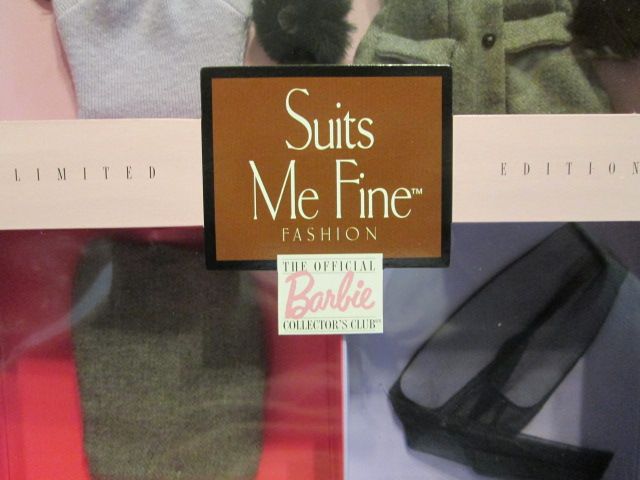 LIMITED
Suits
Me Fine™
FASHION
EDITION
THE OFFICIAL
Barbie
COLLECTOR'S CLUB